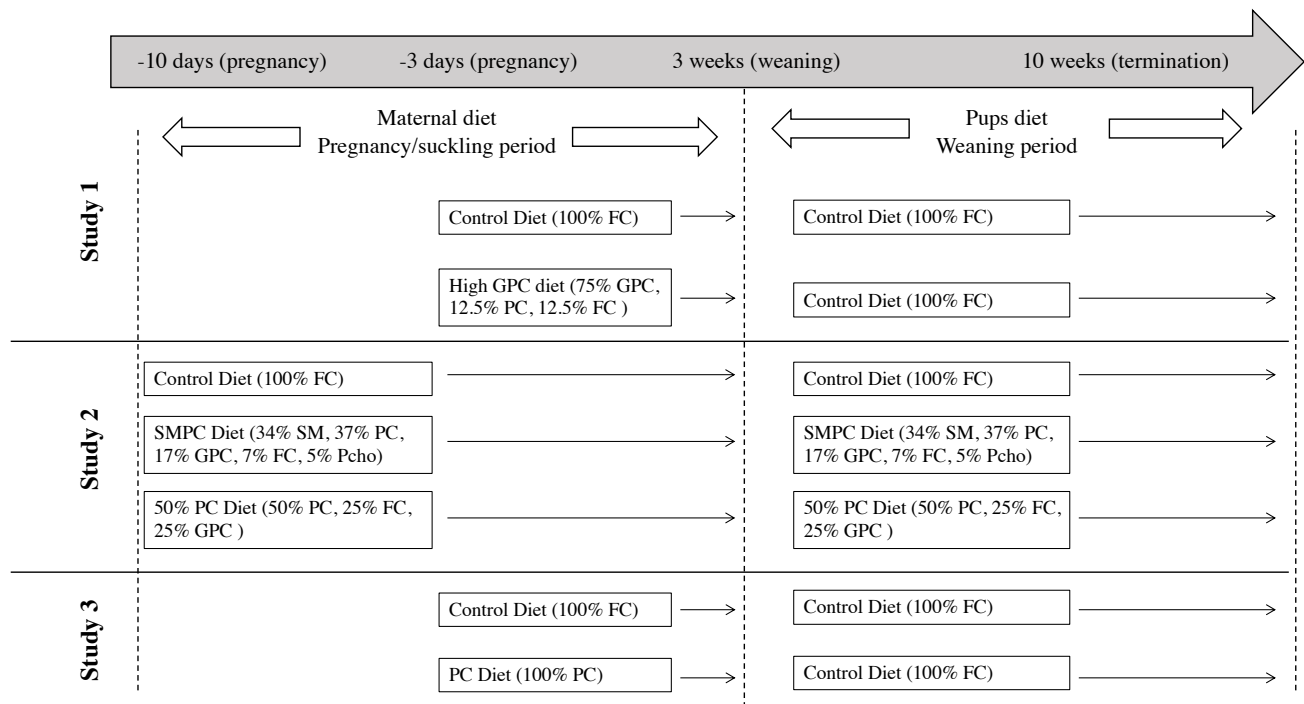 -10 days (pregnancy) -3 days (pregnancy) 3 weeks (weaning) 10 weeks (termination)
Maternal diet
Pregnancy/suckling period
Pups diet
Weaning period
Study 1
Control Diet (100% FC)
Control Diet (100% FC)
High GPC diet (75% GPC,
12.5% PC, 12.5% FC )
Control Diet (100% FC)
Study 2
Control Diet (100% FC)
Control Diet (100% FC)
SMPC Diet (34% SM, 37% PC,
17% GPC, 7% FC, 5% Pcho)
SMPC Diet (34% SM, 37% PC,
17% GPC, 7% FC, 5% Pcho)
50% PC Diet (50% PC, 25% FC,
25% GPC )
50% PC Diet (50% PC, 25% FC,
25% GPC )
Study 3
Control Diet (100% FC)
Control Diet (100% FC)
PC Diet (100% PC)
Control Diet (100% FC)